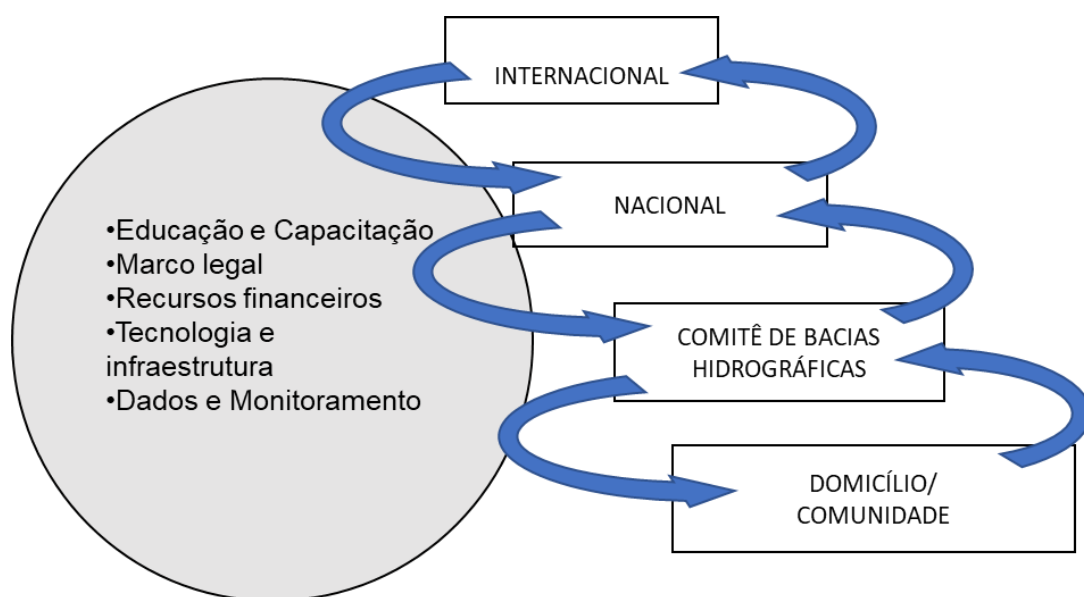 INTERNACIONAL
NACIONAL
•Educação e Capacitação
•Marco legal
•Recursos financeiros
•Tecnologia e
infraestrutura
•Dados e Monitoramento
COMITÊ DE BACIAS
HIDROGRÁFICAS
DOMICÍLIO/
COMUNIDADE